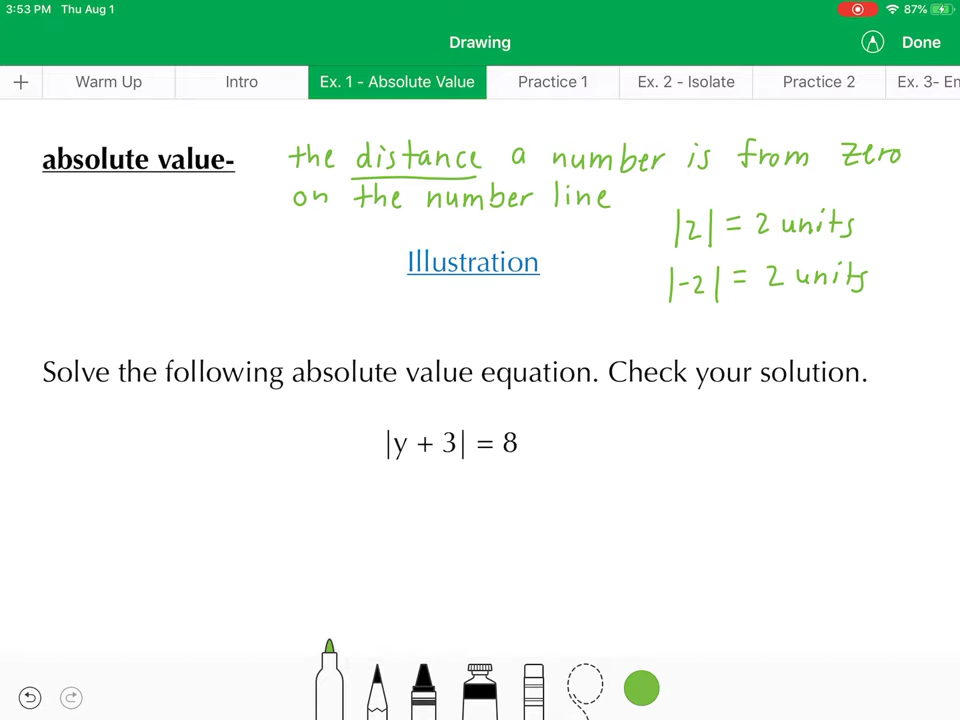 3:53 PM Thu Aug 1 87%
Drawing Done
Warm Up Intro Ex. 1 - Absolute Value Practice 1 Ex. 2 - Isolate Practice 2 Ex. 3- En
absolute value- the distance a number is from zero
on the number line
|2| = 2 units
Illustration
|-2| = 2 units
Solve the following absolute value equation. Check your solution.
|y + 3| = 8